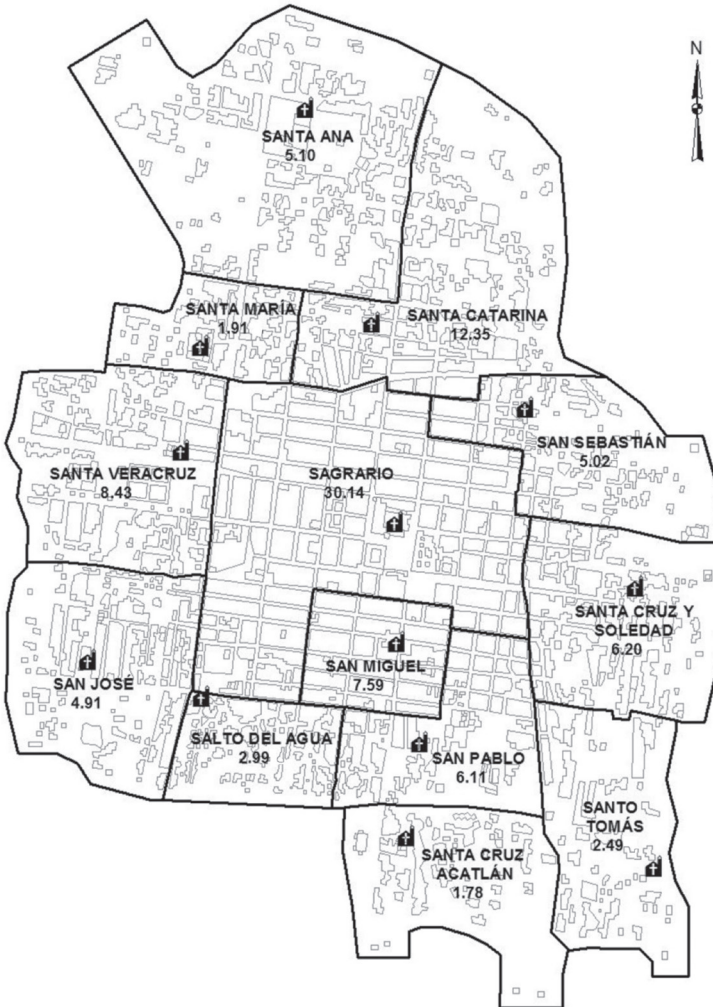 N
SANTA ANA
5.10
SANTA MARÍA
1.91
SANTA CATARINA
12.35
SAN SEBASTIÁN
5.02
SANTA VERACRUZ
8.43
SAGRARIO
30.14
SANTA CRUZ Y
SOLEDAD
6.20
SAN MIGUEL
7.59
SAN JOSÉ
4.91
SALTO DEL AGUA
2.99
SAN PABLO
6.11
SANTO
TOMÁS
2.49
SANTA CRUZ
ACATLÁN
1.78